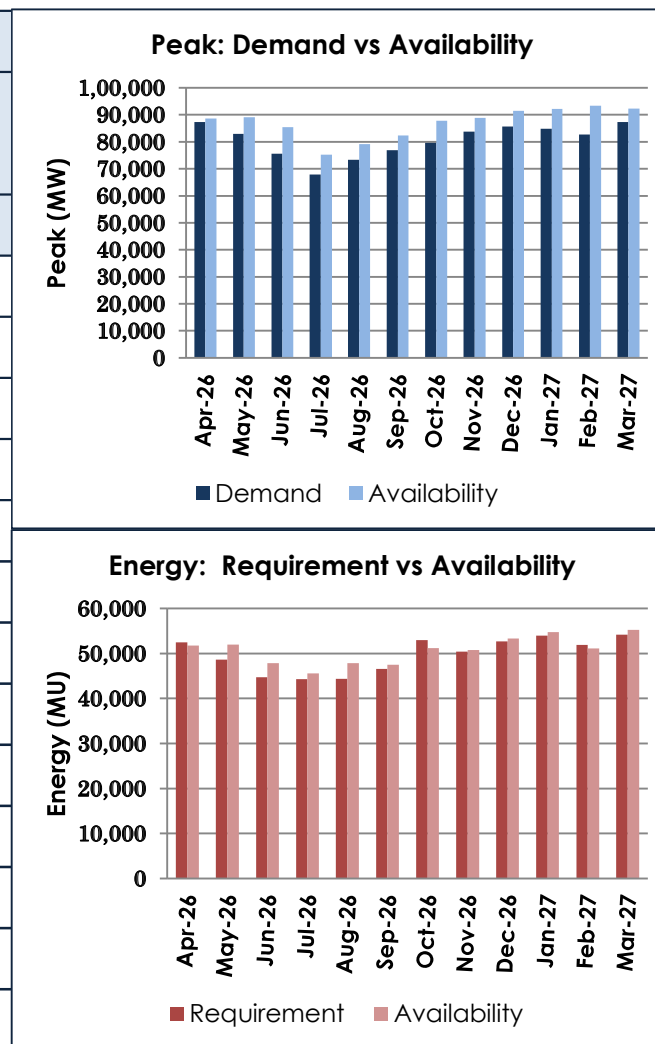 Peak: Demand vs Availability
1,00,000
90,000
80,000
70,000
60,000
50,000
40,000
30,000
20,000
10,000
0
Peak (MW)
Apr-26
May-26
Jun-26
Jul-26
Aug-26
Sep-26
Oct-26
Nov-26
Dec-26
Jan-27
Feb-27
Mar-27
Demand Availability
Energy: Requirement vs Availability
60,000
50,000
40,000
30,000
20,000
10,000
0
Energy (MU)
Apr-26
May-26
Jun-26
Jul-26
Aug-26
Sep-26
Oct-26
Nov-26
Dec-26
Jan-27
Feb-27
Mar-27
Requirement Availability